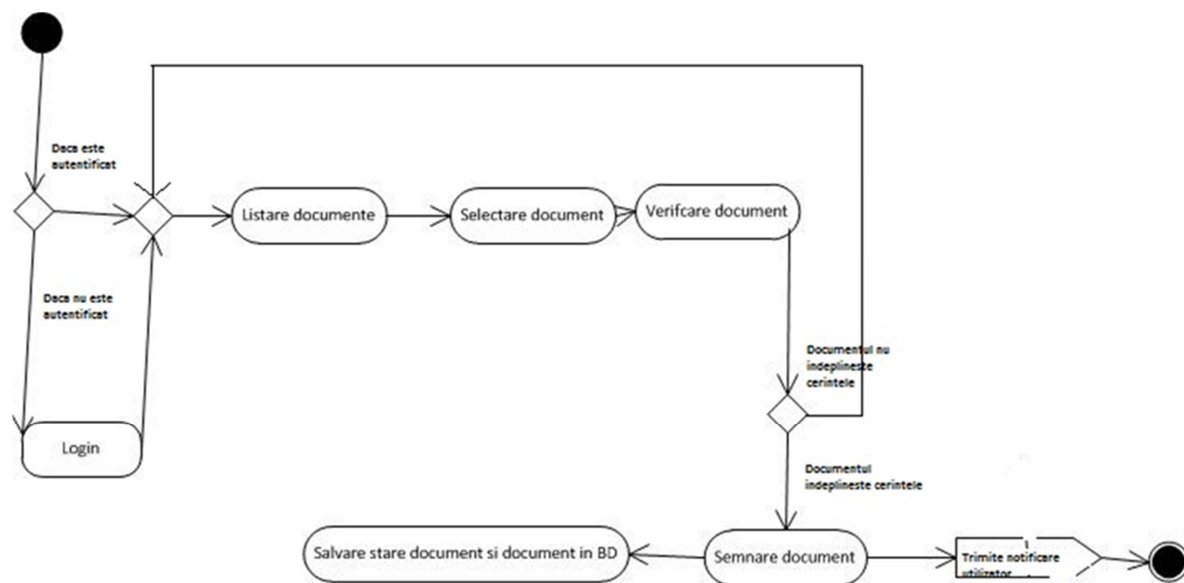 Daca este
autentificat
Listare documente
Selectare document
Verifcare document
Daca nu este
autentificat
Documentul nu
indeplineste
cerintele
Login
Documentul
indeplineste cerintele
Salvare stare document si document in BD
Semnare document
Trimite notificare
utilizator